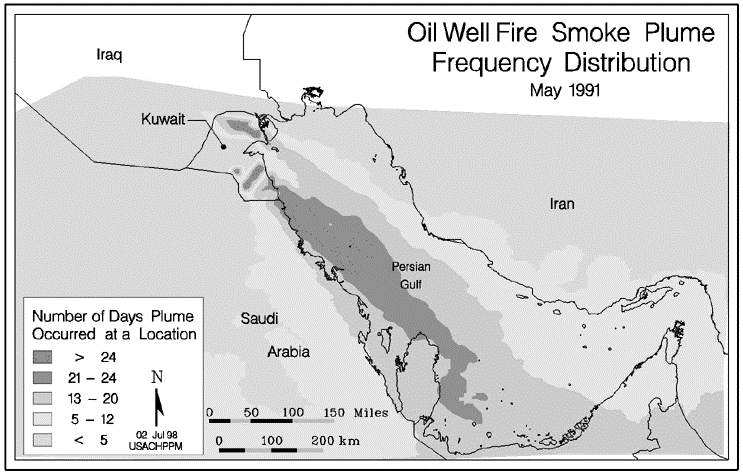 Oil Well Fire Smoke Plume
Frequency Distribution
May 1991
Iraq
Kuwait
Iran
Persian
Gulf
Saudi
Arabia
Number of Days Plume
Occurred at a Location
> 24
21 - 24
13 - 20
5 - 12
< 5
N
02 Jul 98
USACHPPM
0 50 100 150 Miles
0 100 200 km